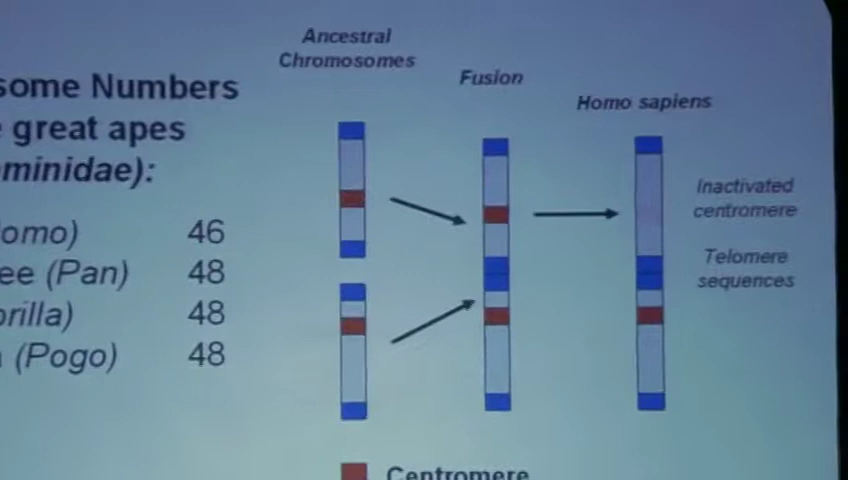 Ancestral
Chromosomes
Fusion
Homo sapiens
some Numbers
great apes
minidae):
omo) 46
ee (Pan) 48
orilla) 48
(Pogo) 48
Inactivated
centromere
Telomere
sequences
Centromere